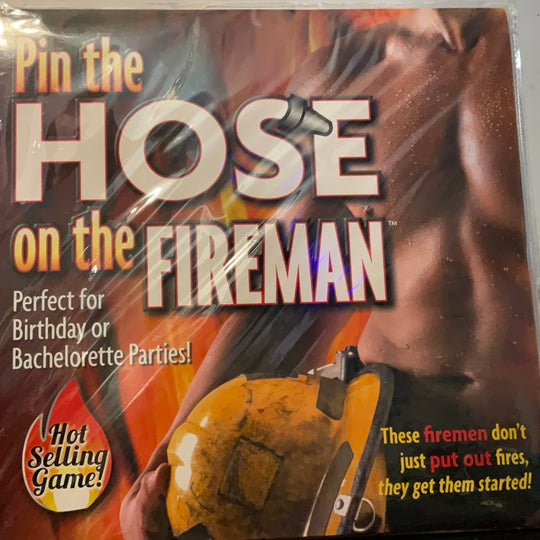 Pin the
HOSE
on the FIREMAN™
Perfect for
Birthday or
Bachelorette Parties!
Hot
Selling
Game!
These firemen don't
just put out fires,
they get them started!